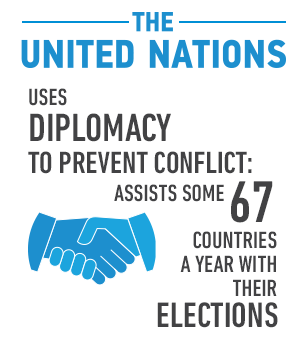 THE
UNITED NATIONS
USES
DIPLOMACY
TO PREVENT CONFLICT:
ASSISTS SOME 67
COUNTRIES
A YEAR WITH
THEIR
ELECTIONS